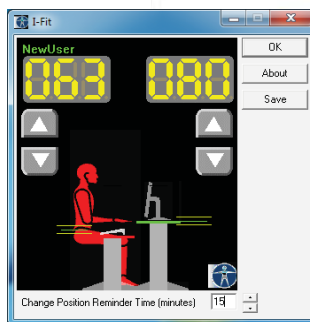 I-Fit
NewUser
063 080
OK
About
Save
Change Position Reminder Time (minutes) 15